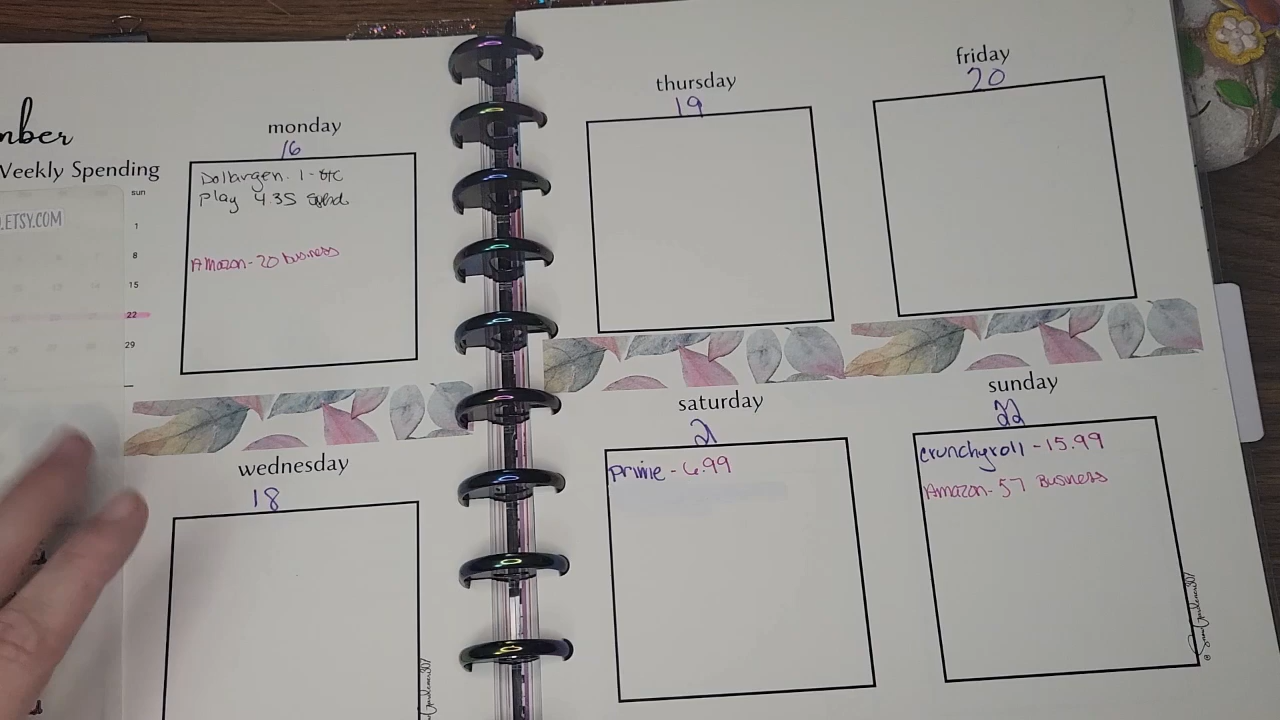 mber
Weekly Spending
.ETSY.COM
sun
1
8
15
22
29
monday
16
Dollargen. 1 -
Play 4.35
Amazon - 20 business
wednesday
18
thursday
19
friday
20
saturday
21
prime - 6.99
sunday
22
crunchyroll - 15.99
Amazon - 57 Business